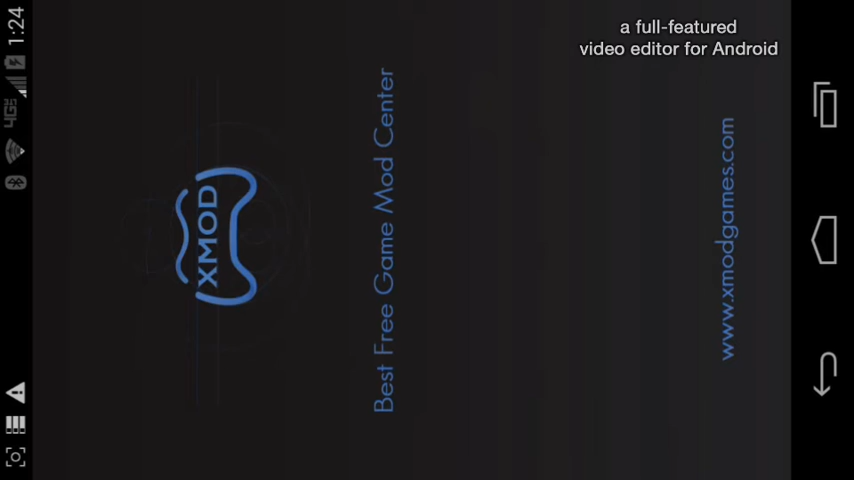 a full-featured
video editor for Android
1:24
4G
XMOD
Best Free Game Mod Center
www.xmodgames.com